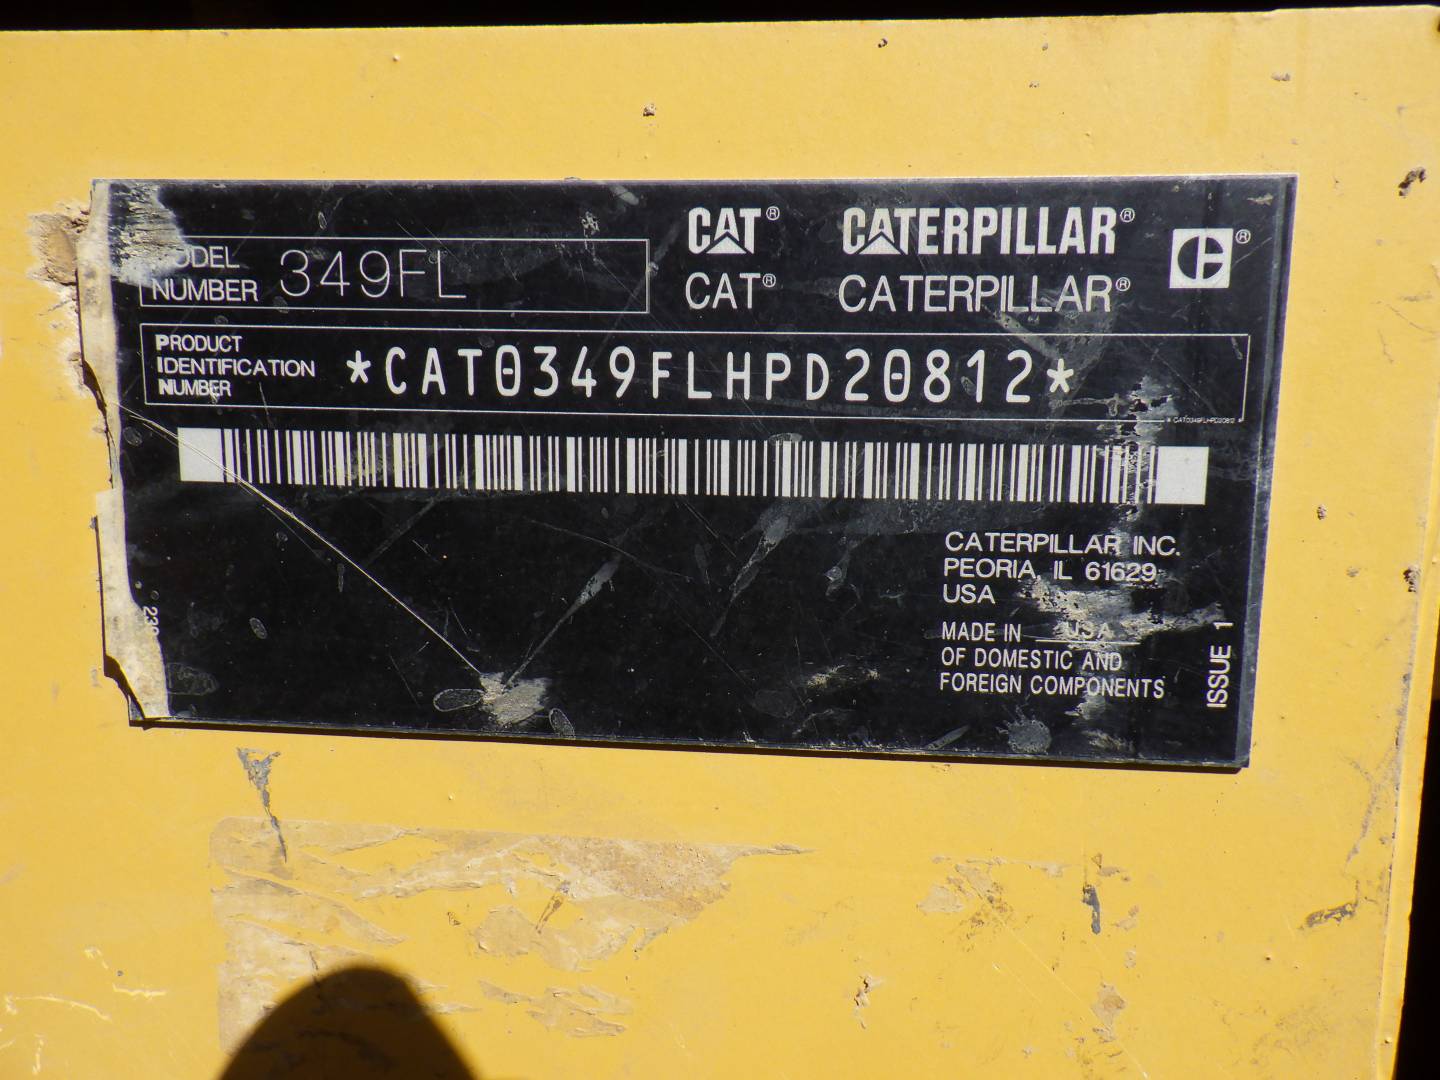 CAT® CATERPILLAR®
CAT® CATERPILLAR®
MODEL
NUMBER 349FL
PRODUCT
IDENTIFICATION
NUMBER
*CAT0349FLHPD20812*
CATERPILLAR INC.
PEORIA, IL 61629
USA
MADE IN USA
OF DOMESTIC AND
FOREIGN COMPONENTS
ISSUE 1